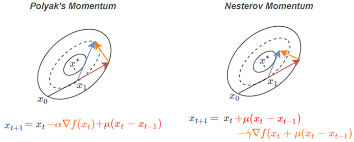 Polyak's Momentum
Nesterov Momentum
x*
x₁
x₀
x*
x₁
x₀
xₜ₊₁ = xₜ −α∇f(xₜ)+μ(xₜ − xₜ₋₁)
xₜ₊₁ = xₜ +μ(xₜ − xₜ₋₁)
−γ∇f(xₜ + μ(xₜ − xₜ₋₁))